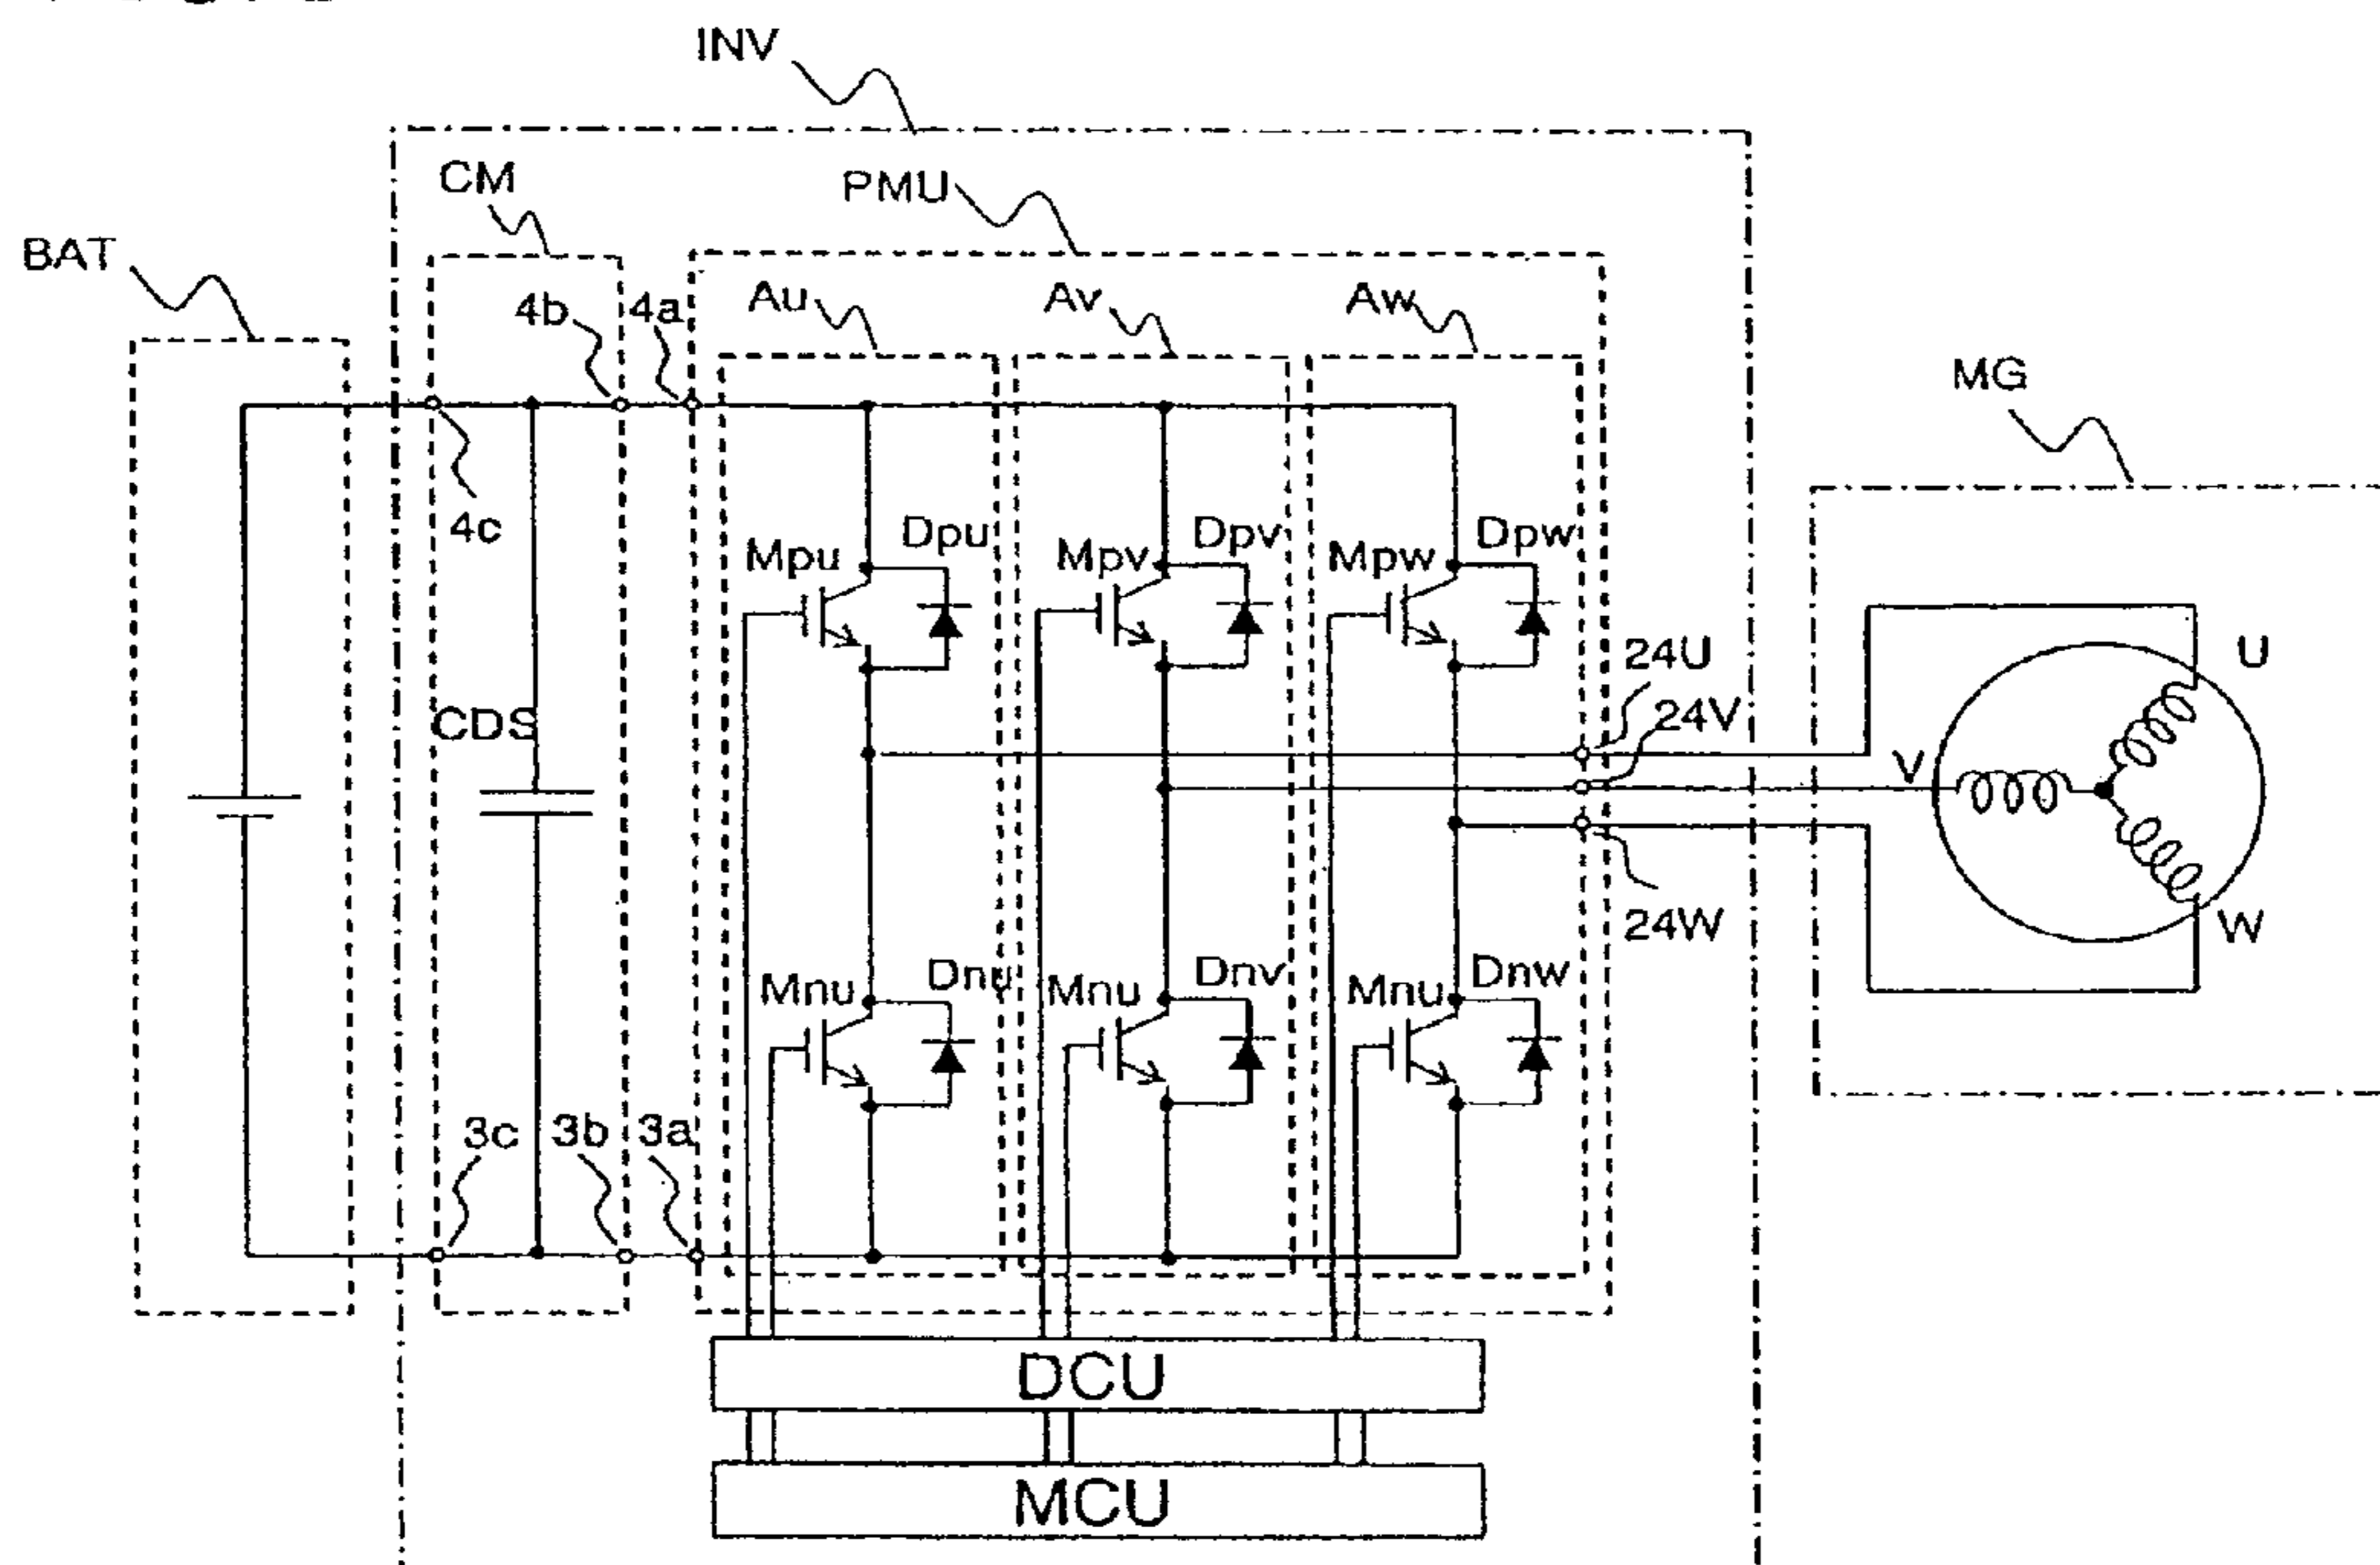 INV
CM
PMU
BAT
4b
4a
Au
Av
Aw
MG
4c
Mpu
Dpu
Mpv
Dpv
Mpw
Dpw
24U
U
24V
CDS
V
24W
W
Mnu
Dnu
Mnu
Dnv
Mnu
Dnw
3c
3b
3a
DCU
MCU